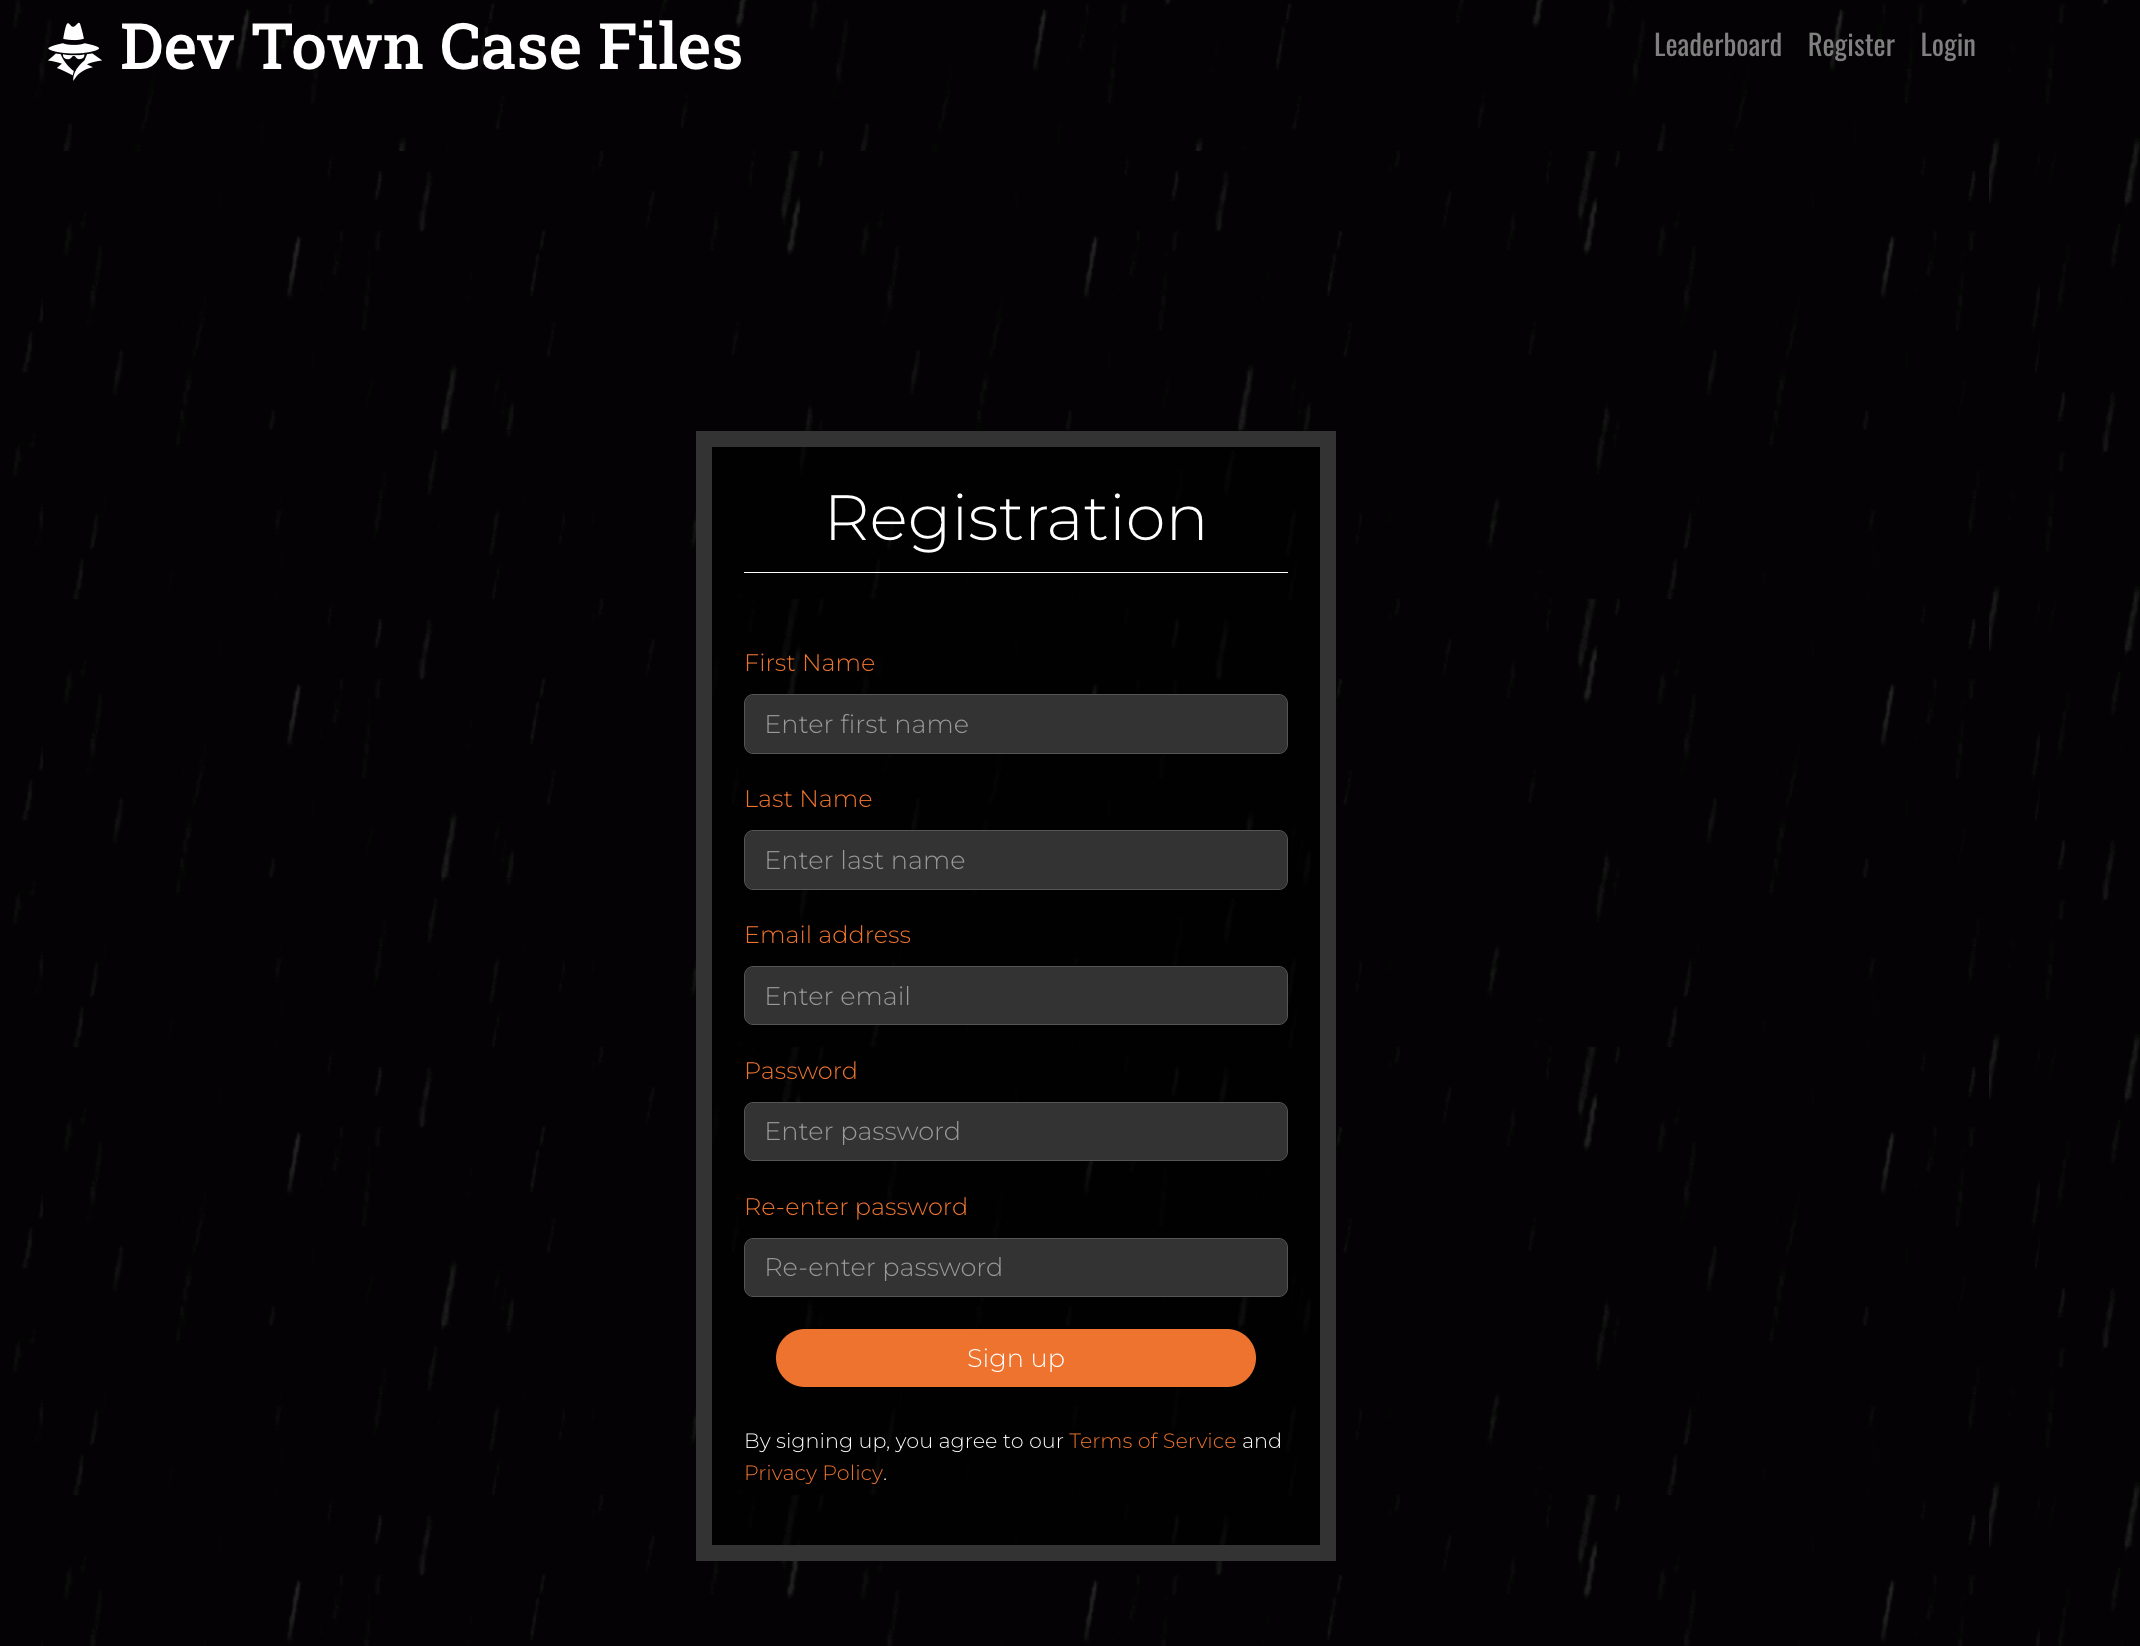 Dev Town Case Files
Leaderboard Register Login
Registration
First Name
Enter first name
Last Name
Enter last name
Email address
Enter email
Password
Enter password
Re-enter password
Re-enter password
Sign up
By signing up, you agree to our Terms of Service and
Privacy Policy.